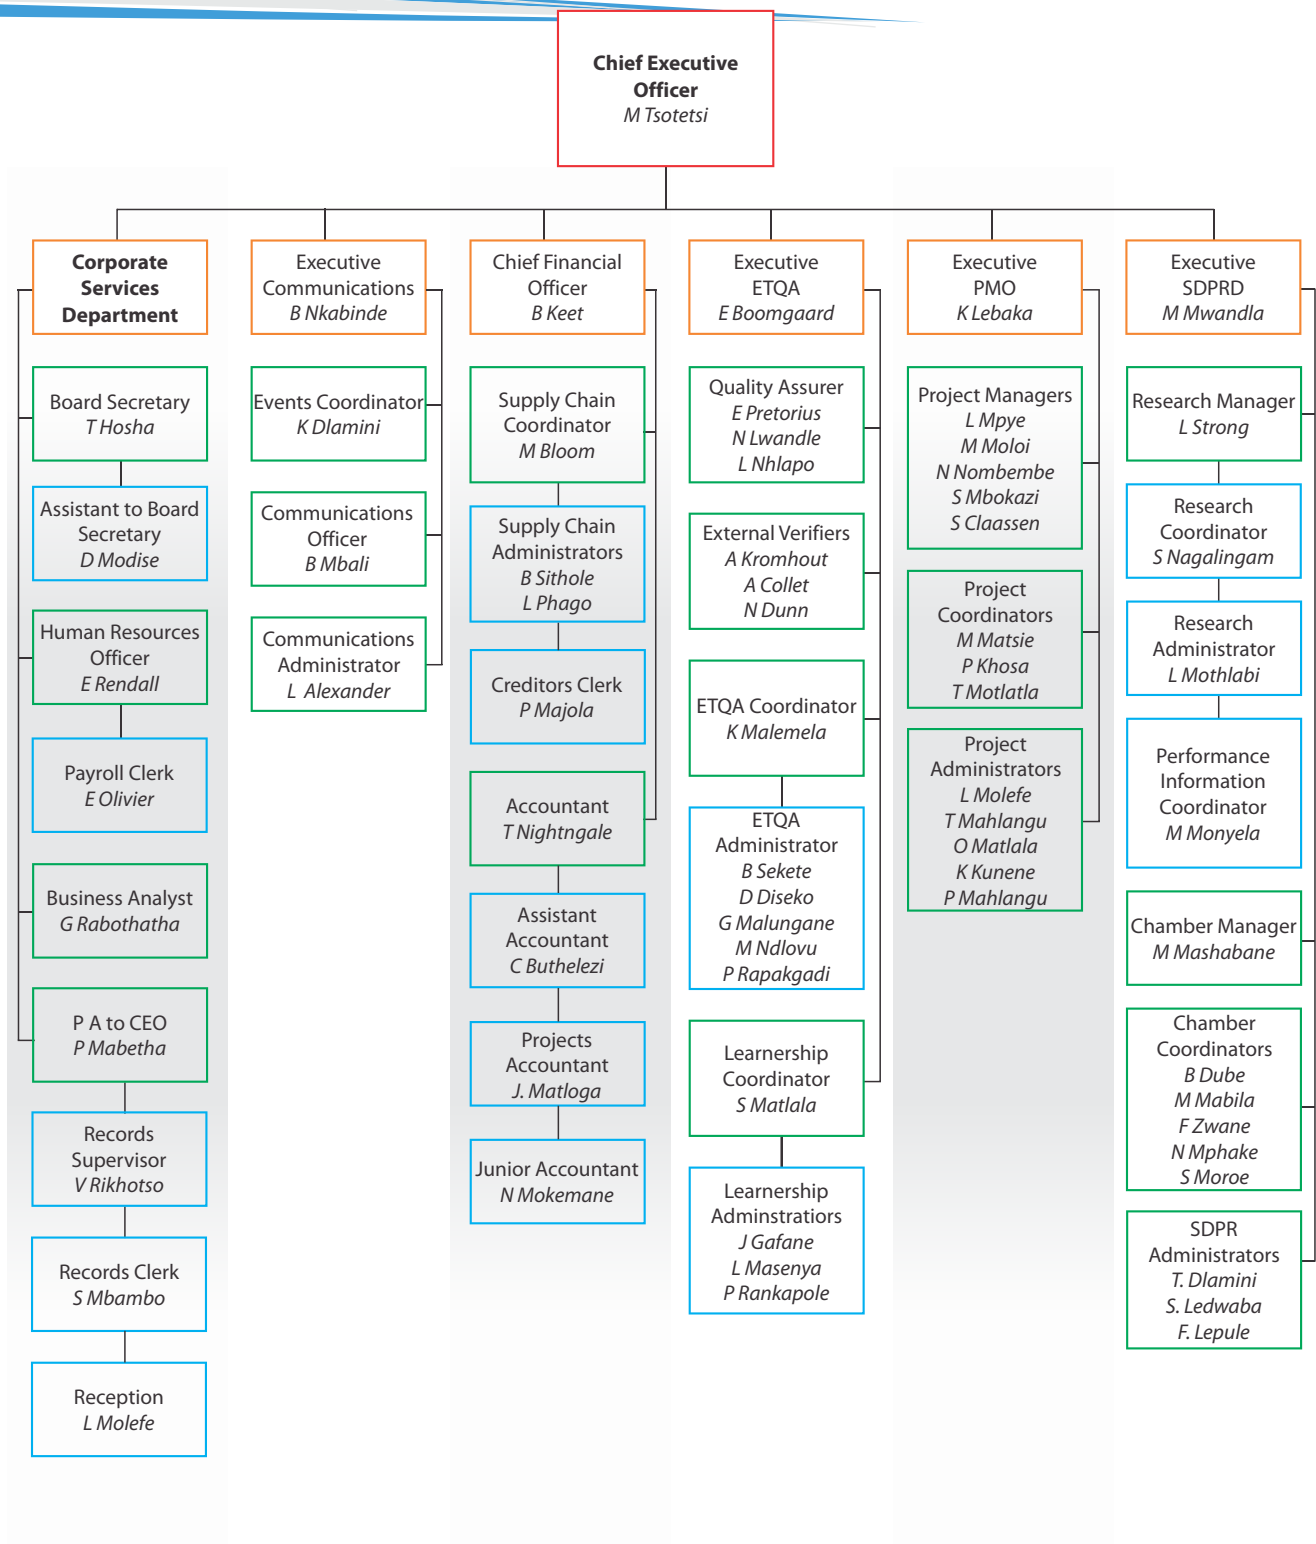 Chief Executive
Officer
M Tsotetsi
Corporate
Services
Department
Board Secretary
T Hosha
Assistant to Board
Secretary
D Modise
Human Resources
Officer
E Rendall
Payroll Clerk
E Olivier
Business Analyst
G Rabothatha
P A to CEO
P Mabetha
Records
Supervisor
V Rikhotso
Records Clerk
S Mbambo
Reception
L Molefe
Executive
Communications
B Nkabinde
Events Coordinator
K Dlamini
Communications
Officer
B Mbali
Communications
Administrator
L Alexander
Chief Financial
Officer
B Keet
Supply Chain
Coordinator
M Bloom
Supply Chain
Administrators
B Sithole
L Phago
Creditors Clerk
P Majola
Accountant
T Nightngale
Assistant
Accountant
C Buthelezi
Projects
Accountant
J. Matloga
Junior Accountant
N Mokemane
Executive
ETQA
E Boomgaard
Quality Assurer
E Pretorius
N Lwandle
L Nhlapo
External Verifiers
A Kromhout
A Collet
N Dunn
ETQA Coordinator
K Malemela
ETQA
Administrator
B Sekete
D Diseko
G Malungane
M Ndlovu
P Rapakgadi
Learnership
Coordinator
S Matlala
Learnership
Adminstratiors
J Gafane
L Masenya
P Rankapole
Executive
PMO
K Lebaka
Project Managers
L Mpye
M Moloi
N Nombembe
S Mbokazi
S Claassen
Project
Coordinators
M Matsie
P Khosa
T Motlatla
Project
Administrators
L Molefe
T Mahlangu
O Matlala
K Kunene
P Mahlangu
Executive
SDPRD
M Mwandla
Research Manager
L Strong
Research
Coordinator
S Nagalingam
Research
Administrator
L Mothlabi
Performance
Information
Coordinator
M Monyela
Chamber Manager
M Mashabane
Chamber
Coordinators
B Dube
M Mabila
F Zwane
N Mphake
S Moroe
SDPR
Administrators
T. Dlamini
S. Ledwaba
F. Lepule